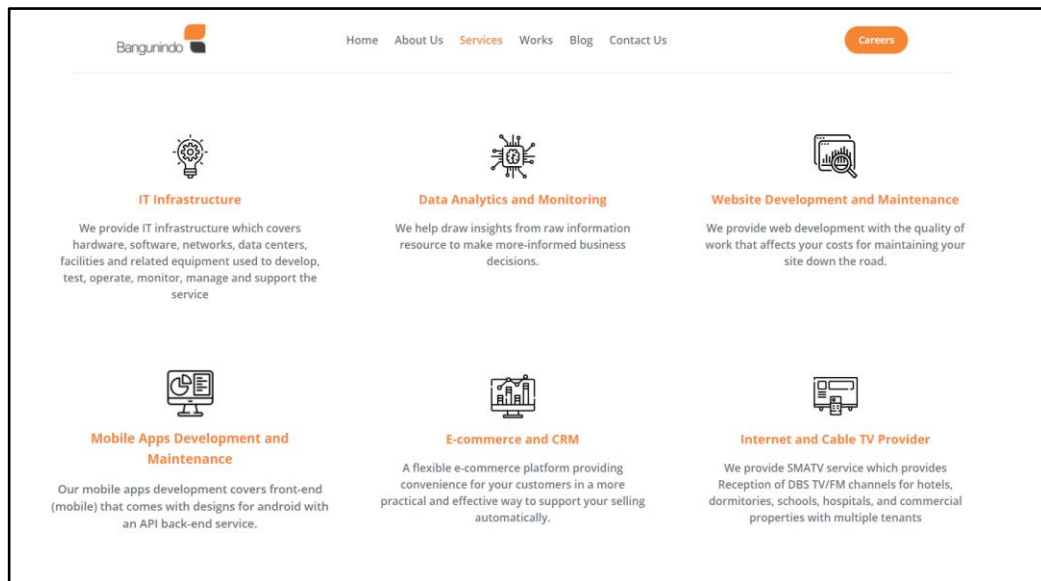 Bangunindo
Home About Us Services Works Blog Contact Us
Careers
IT Infrastructure
We provide IT infrastructure which covers
hardware, software, networks, data centers,
facilities and related equipment used to develop,
test, operate, monitor, manage and support the
service
Data Analytics and Monitoring
We help draw insights from raw information
resource to make more-informed business
decisions.
Website Development and Maintenance
We provide web development with the quality of
work that affects your costs for maintaining your
site down the road.
Mobile Apps Development and
Maintenance
Our mobile apps development covers front-end
(mobile) that comes with designs for android with
an API back-end service.
E-commerce and CRM
A flexible e-commerce platform providing
convenience for your customers in a more
practical and effective way to support your selling
automatically.
Internet and Cable TV Provider
We provide SMATV service which provides
Reception of DBS TV/FM channels for hotels,
dormitories, schools, hospitals, and commercial
properties with multiple tenants